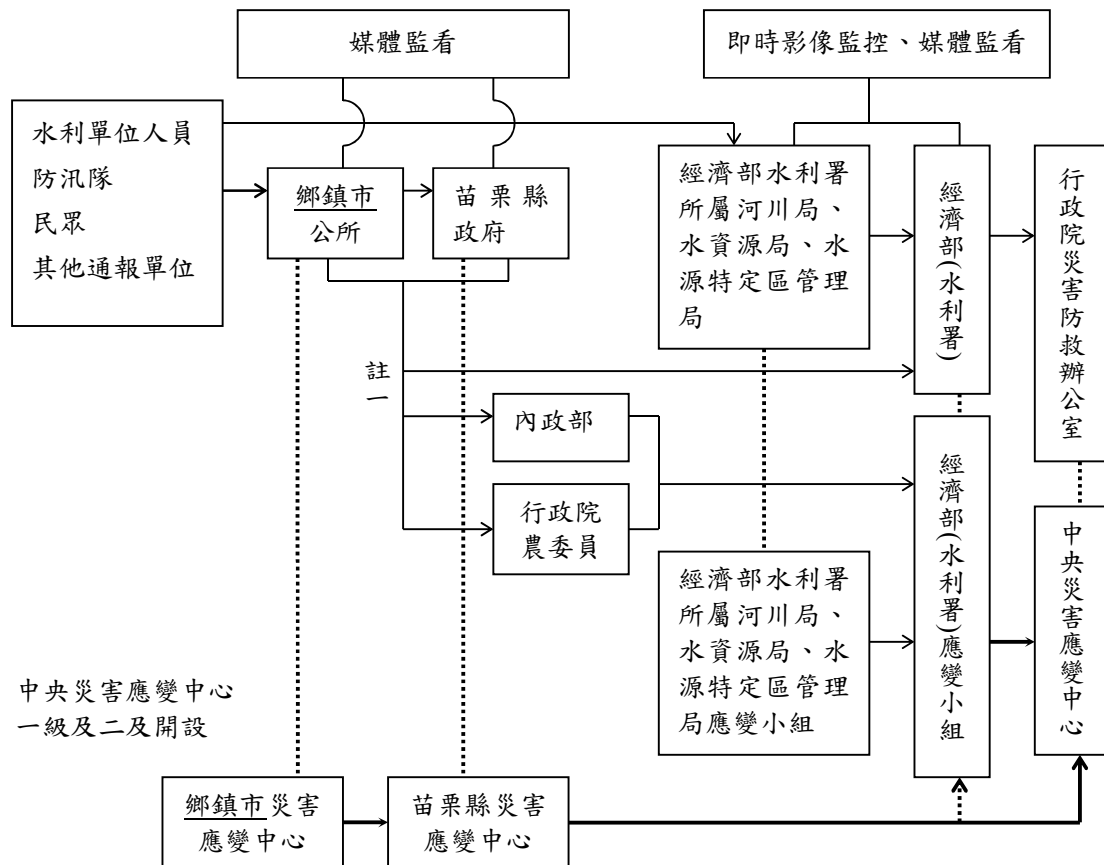 媒體監看
即時影像監控、媒體監看
水利單位人員
防汛隊
民眾
其他通報單位
鄉鎮市
公所
苗栗縣
政府
經濟部水利署
所屬河川局、
水資源局、水
源特定區管理
局
經濟部(水利署)
行政院災害防救辦公室
註一
內政部
行政院
農委員
經濟部水利署
所屬河川局、
水資源局、水
源特定區管理
局應變小組
經濟部(水利署)應變小組
中央災害應變中心
中央災害應變中心
一級及二及開設
鄉鎮市災害
應變中心
苗栗縣災害
應變中心